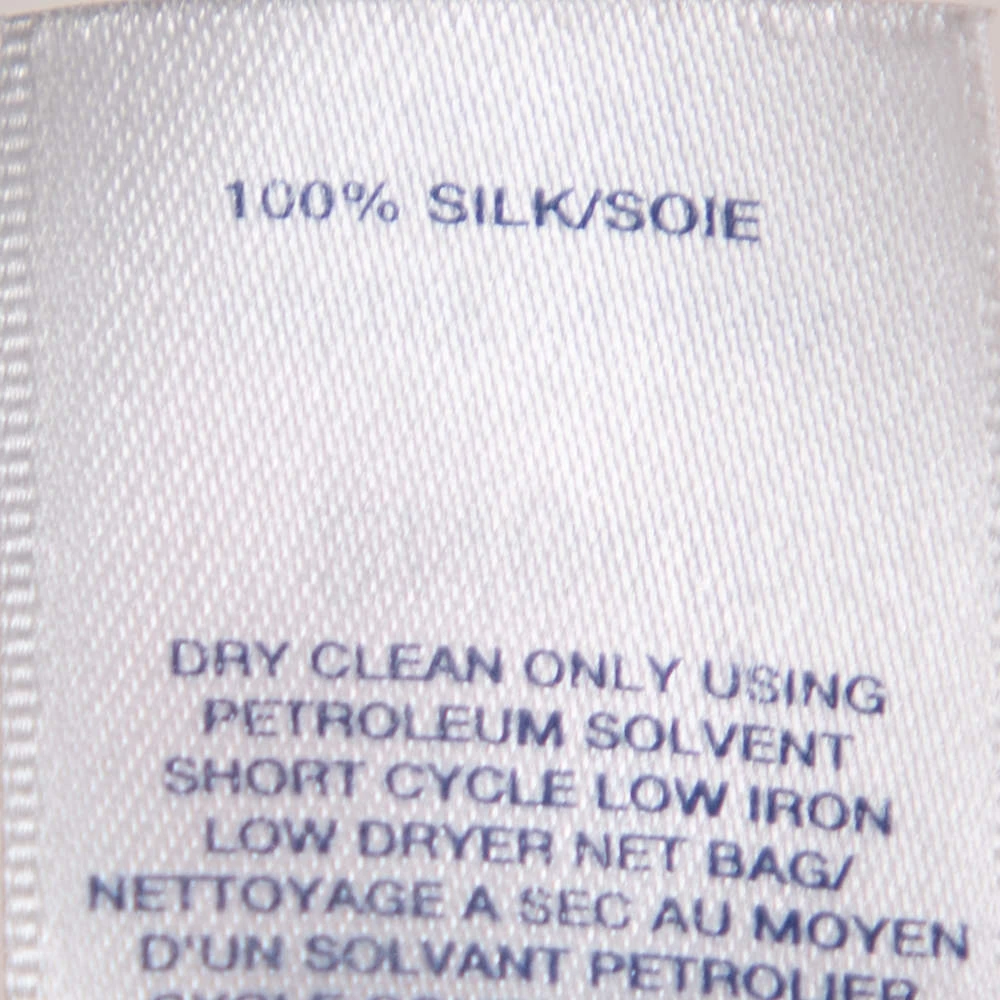 100% SILK/SOIE
DRY CLEAN ONLY USING
PETROLEUM SOLVENT
SHORT CYCLE LOW IRON
LOW DRYER NET BAG/
NETTOYAGE A SEC AU MOYEN
D'UN SOLVANT PETROLIER